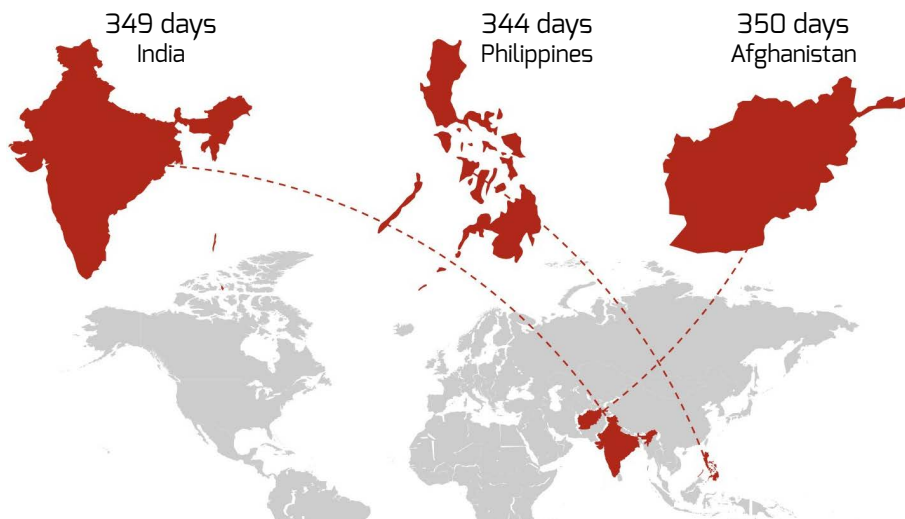 349 days
India
344 days
Philippines
350 days
Afghanistan